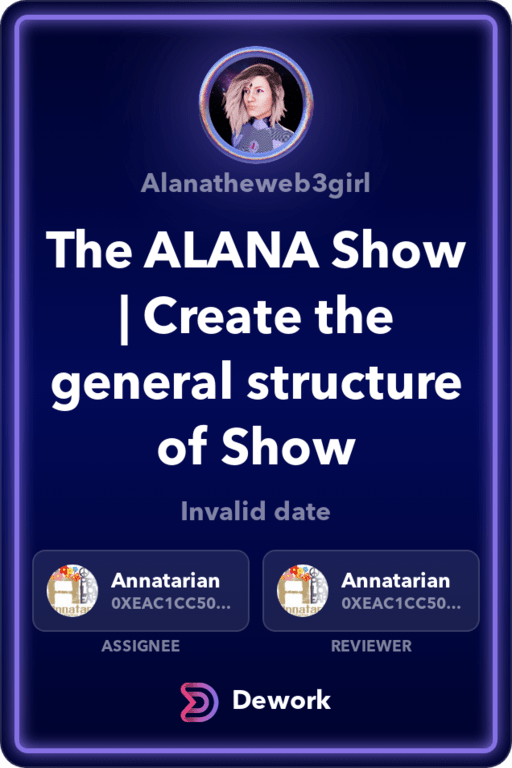 Alanatheweb3girl
The ALANA Show
| Create the
general structure
of Show
Invalid date
Annatarian
0XEAC1CC50...
Annatarian
0XEAC1CC50...
ASSIGNEE
REVIEWER
Dework